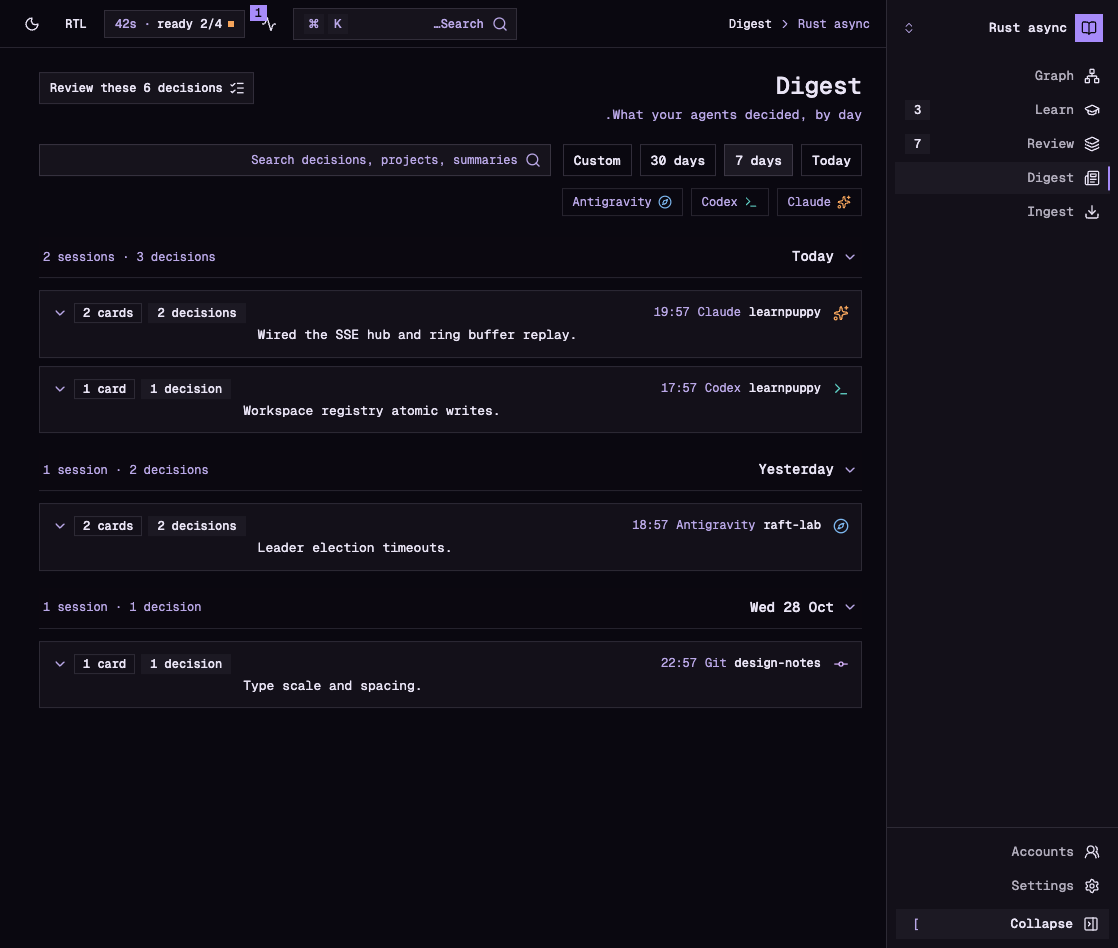 Rust async
Graph
Learn 3
Review 7
Digest
Ingest
Accounts
Settings
Collapse [
Digest > Rust async
…Search ⌘ K
1
42s · ready 2/4
RTL
Digest
.What your agents decided, by day
Review these 6 decisions
Today 7 days 30 days Custom
Search decisions, projects, summaries
Claude Codex Antigravity
Today
2 sessions · 3 decisions
19:57 Claude learnpuppy
2 cards 2 decisions
Wired the SSE hub and ring buffer replay.
17:57 Codex learnpuppy
1 card 1 decision
Workspace registry atomic writes.
Yesterday
1 session · 2 decisions
18:57 Antigravity raft-lab
2 cards 2 decisions
Leader election timeouts.
Wed 28 Oct
1 session · 1 decision
22:57 Git design-notes
1 card 1 decision
Type scale and spacing.